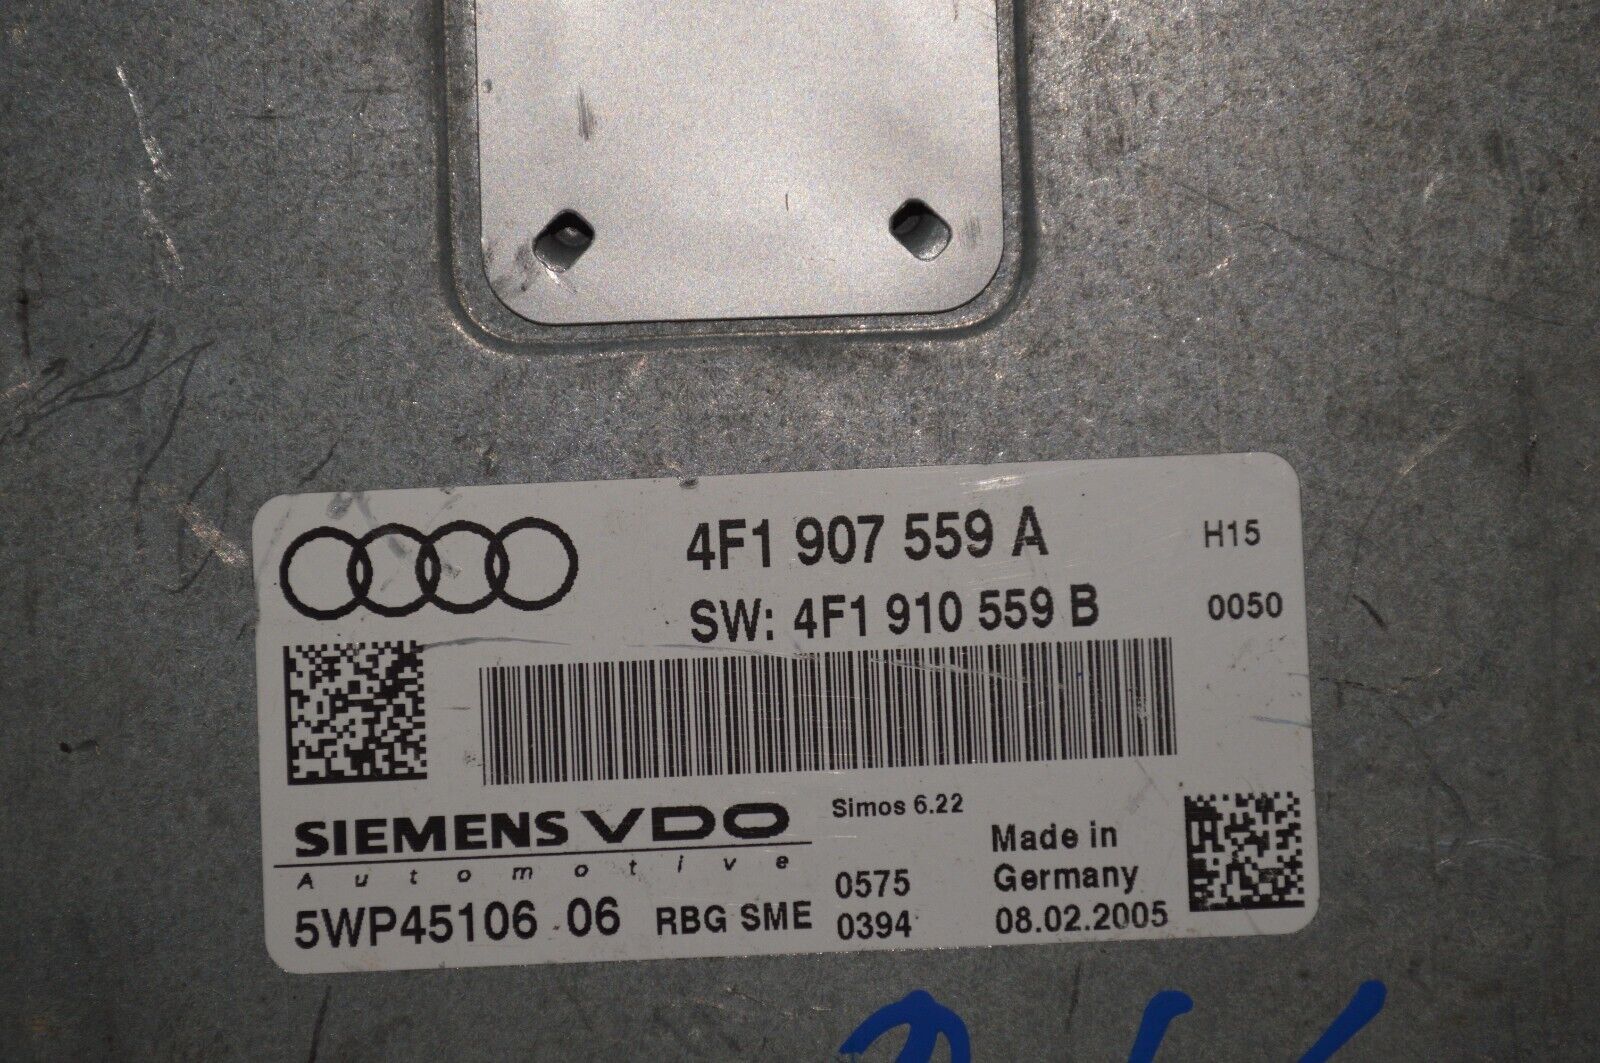 4F1 907 559 A H15
SW: 4F1 910 559 B 0050
SIEMENS VDO Simos 6.22
Automotive
Made in
0575 Germany
5WP45106 06 RBG SME 0394 08.02.2005